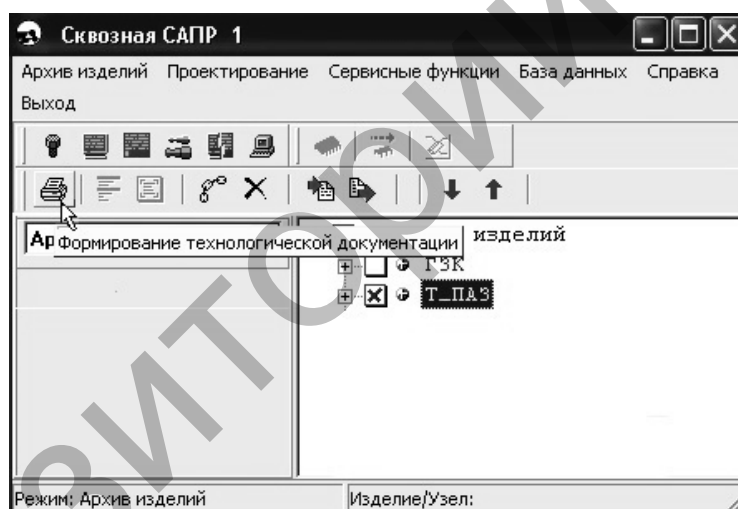 Сквозная САПР 1
Архив изделий Проектирование Сервисные функции База данных Справка
Выход
Ар
Формирование технологической документации
изделий
ГЗК
Т_ПАЗ
Режим: Архив изделий Изделие/Узел: